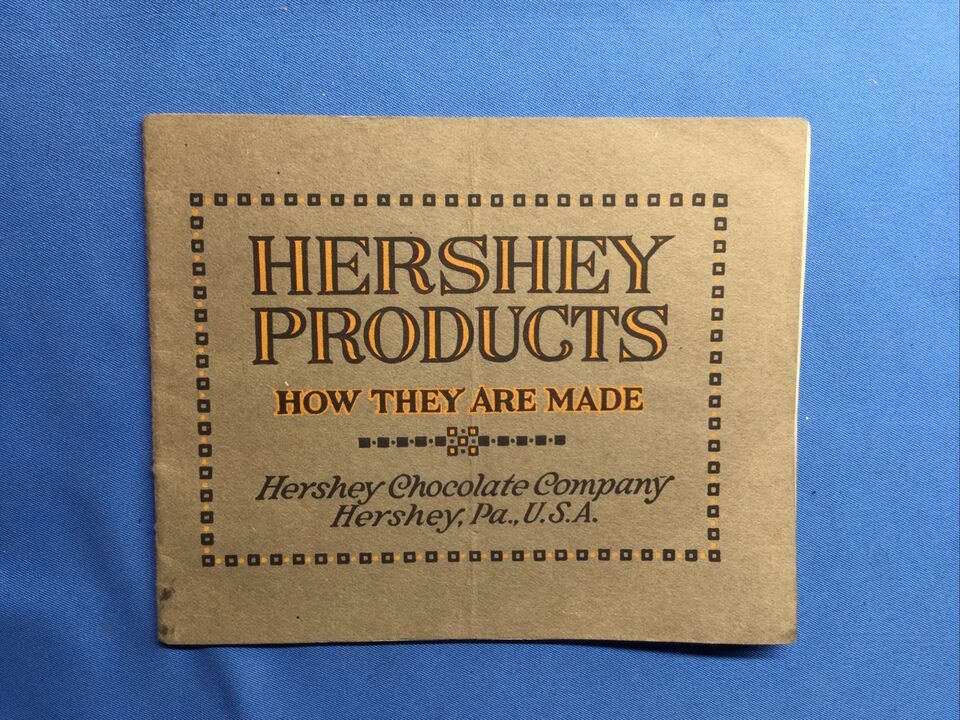 HERSHEY
PRODUCTS
HOW THEY ARE MADE
Hershey Chocolate Company
Hershey, Pa., U.S.A.